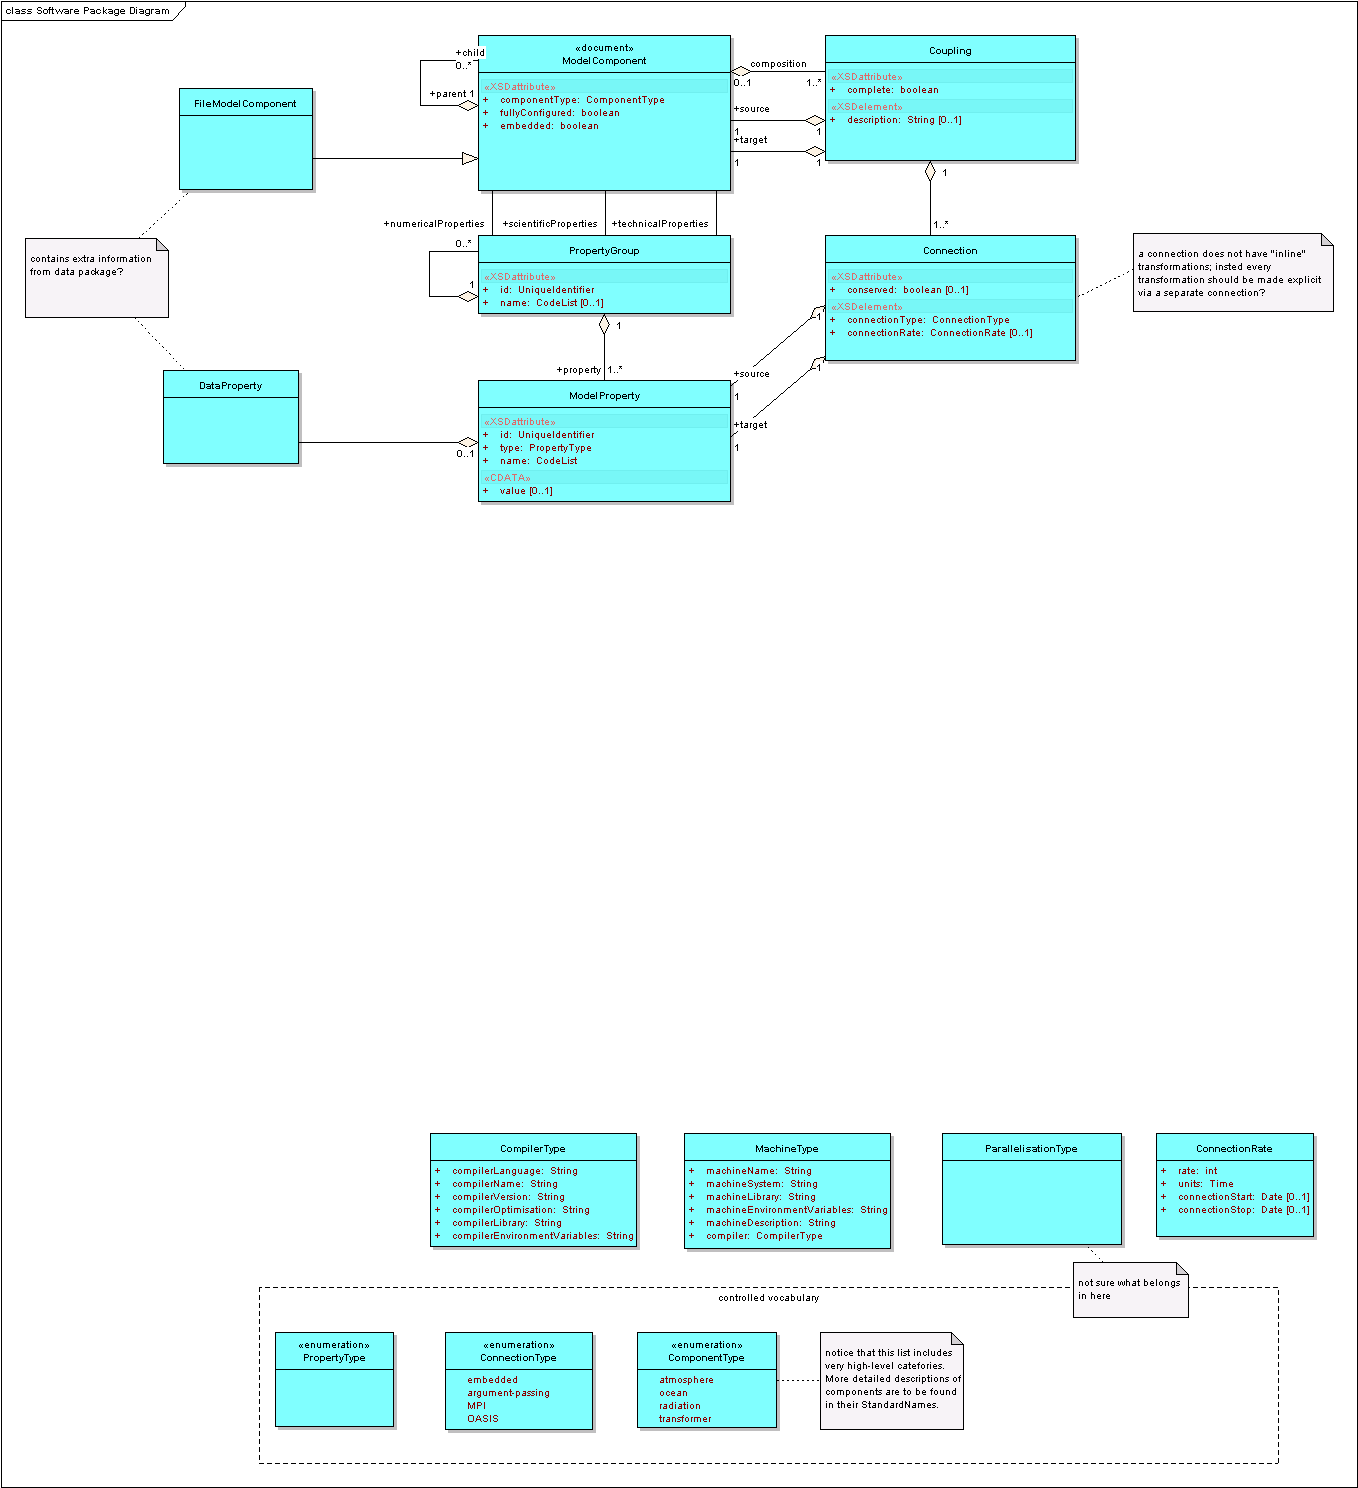 class Software Package Diagram
«document»
ModelComponent
«XSDattribute»
+ componentType: ComponentType
+ fullyConfigured: boolean
+ embedded: boolean
+child
0..*
+parent 1
FileModelComponent
composition
0..1
1..*
+source
1
1
+target
1
1
Coupling
«XSDattribute»
+ complete: boolean
«XSDelement»
+ description: String [0..1]
1
1..*
contains extra information
from data package?
+numericalProperties
+scientificProperties
+technicalProperties
0..*
1
PropertyGroup
«XSDattribute»
+ id: UniqueIdentifier
+ name: CodeList [0..1]
1
+property 1..*
Connection
«XSDattribute»
+ conserved: boolean [0..1]
«XSDelement»
+ connectionType: ConnectionType
+ connectionRate: ConnectionRate [0..1]
a connection does not have "inline"
transformations; insted every
transformation should be made explicit
via a separate connection?
1
1
+source
1
+target
1
DataProperty
0..1
ModelProperty
«XSDattribute»
+ id: UniqueIdentifier
+ type: PropertyType
+ name: CodeList
«CDATA»
+ value [0..1]
CompilerType
+ compilerLanguage: String
+ compilerName: String
+ compilerVersion: String
+ compilerOptimisation: String
+ compilerLibrary: String
+ compilerEnvironmentVariables: String
MachineType
+ machineName: String
+ machineSystem: String
+ machineLibrary: String
+ machineEnvironmentVariables: String
+ machineDescription: String
+ compiler: CompilerType
ParallelisationType
ConnectionRate
+ rate: int
+ units: Time
+ connectionStart: Date [0..1]
+ connectionStop: Date [0..1]
not sure what belongs
in here
controlled vocabulary
«enumeration»
PropertyType
«enumeration»
ConnectionType
embedded
argument-passing
MPI
OASIS
«enumeration»
ComponentType
atmosphere
ocean
radiation
transformer
notice that this list includes
very high-level catefories.
More detailed descriptions of
components are to be found
in their StandardNames.